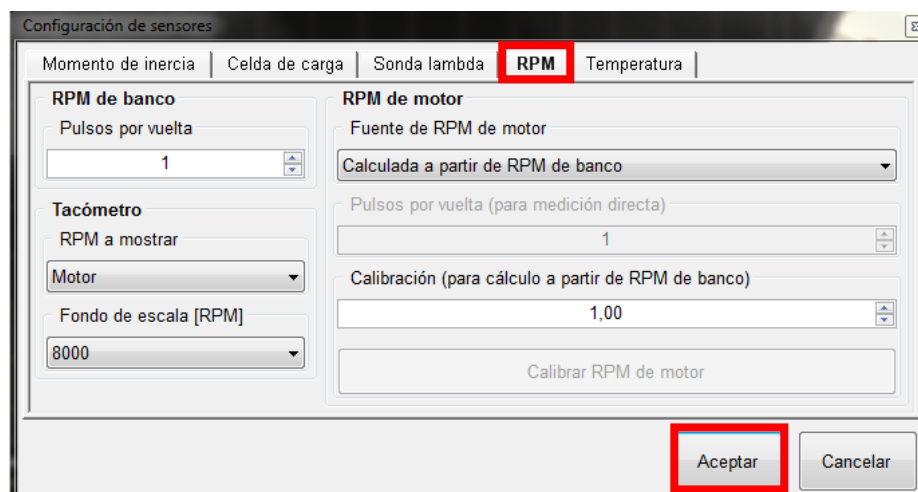 Configuración de sensores
Momento de inercia
Celda de carga
Sonda lambda
RPM
Temperatura
RPM de banco
Pulsos por vuelta
1
Tacómetro
RPM a mostrar
Motor
Fondo de escala [RPM]
8000
RPM de motor
Fuente de RPM de motor
Calculada a partir de RPM de banco
Pulsos por vuelta (para medición directa)
1
Calibración (para cálculo a partir de RPM de banco)
1,00
Calibrar RPM de motor
Aceptar
Cancelar